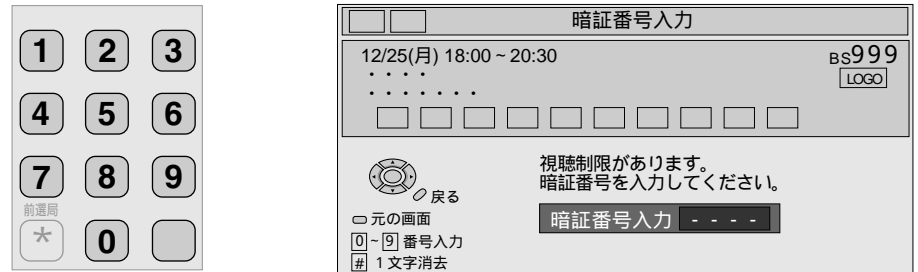 1 2 3
4 5 6
7 8 9
前選局
* 0
暗証番号入力
12/25(月) 18:00 ~ 20:30
BS999
・・・・
LOGO
・・・・・・・
視聴制限があります。
暗証番号を入力してください。
戻る
元の画面
暗証番号入力 - - - -
0 ~ 9 番号入力
# 1文字消去